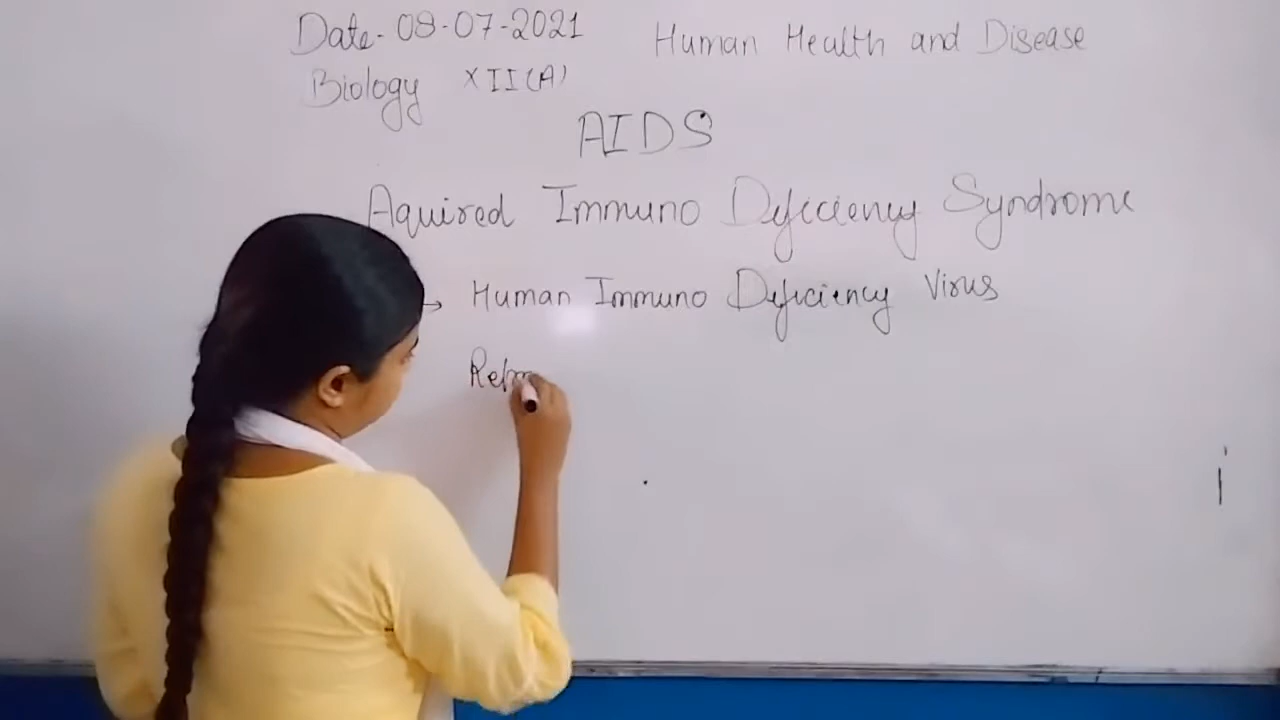 Date- 08-07-2021 Human Health and Disease
Biology XII(A)
AIDS
Aquired Immuno Deficiency Syndrome
→ Human Immuno Deficiency Virus